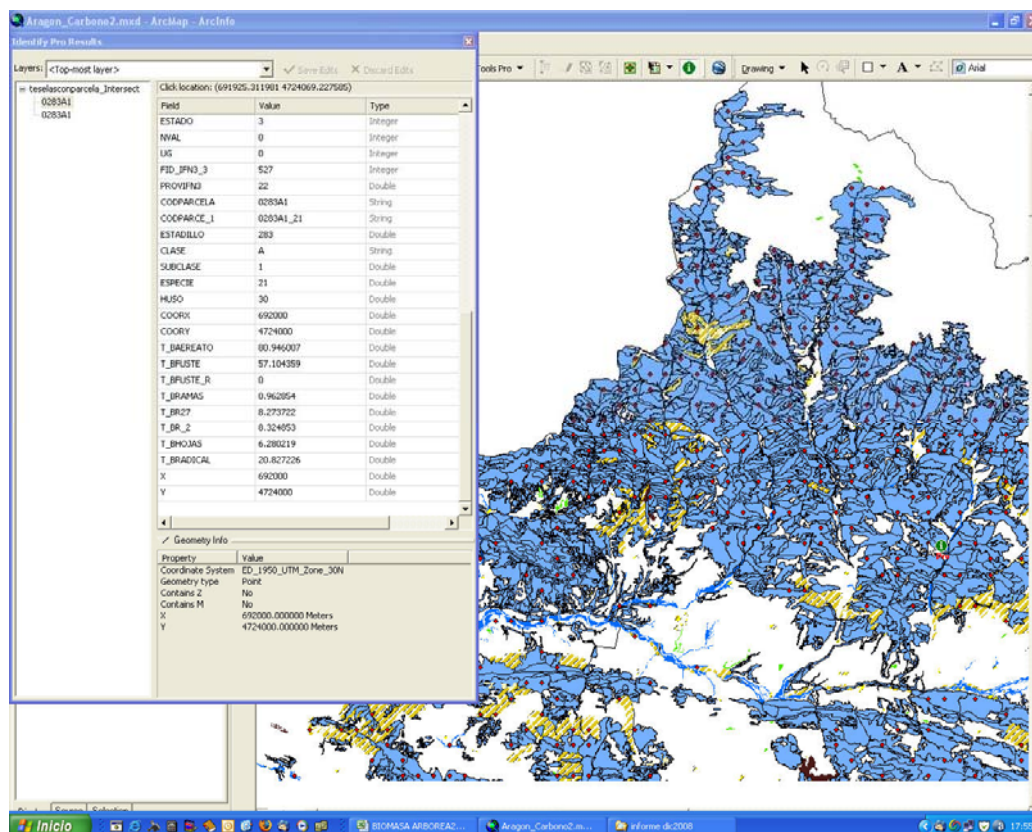 Aragon_Carbono2.mxd - ArcMap - ArcInfo
Identify Pro Results
Layers: <Top-most layer> Save Edits Discard Edits
ools Pro Drawing Arial
teselasconparcela_Intersect
0283A1
0283A1
Click location: (691925.311981 4724069.227585)
Field Value Type
ESTADO 3 Integer
NVAL 0 Integer
UG 0 Integer
FID_IFN3_3 527 Integer
PROVIFN3 22 Double
CODPARCELA 0283A1 String
CODPARCE_1 0283A1_21 String
ESTADILLO 283 Double
CLASE A String
SUBCLASE 1 Double
ESPECIE 21 Double
HUSO 30 Double
COORX 692000 Double
COORY 4724000 Double
T_BAEREATO 80.946007 Double
T_BFUSTE 57.104359 Double
T_BFUSTE_R 0 Double
T_BRAMAS 0.962854 Double
T_BR27 8.273722 Double
T_BR_2 8.324853 Double
T_BHOJAS 6.280219 Double
T_BRADICAL 20.827226 Double
X 692000 Double
Y 4724000 Double
Geometry Info
Property Value
Coordinate System ED_1950_UTM_Zone_30N
Geometry type Point
Contains Z No
Contains M No
X 692000.000000 Meters
Y 4724000.000000 Meters
Source Selection
Inicio BIOMASA ARBOREA2... Aragon_Carbono2.m... informe dic2008